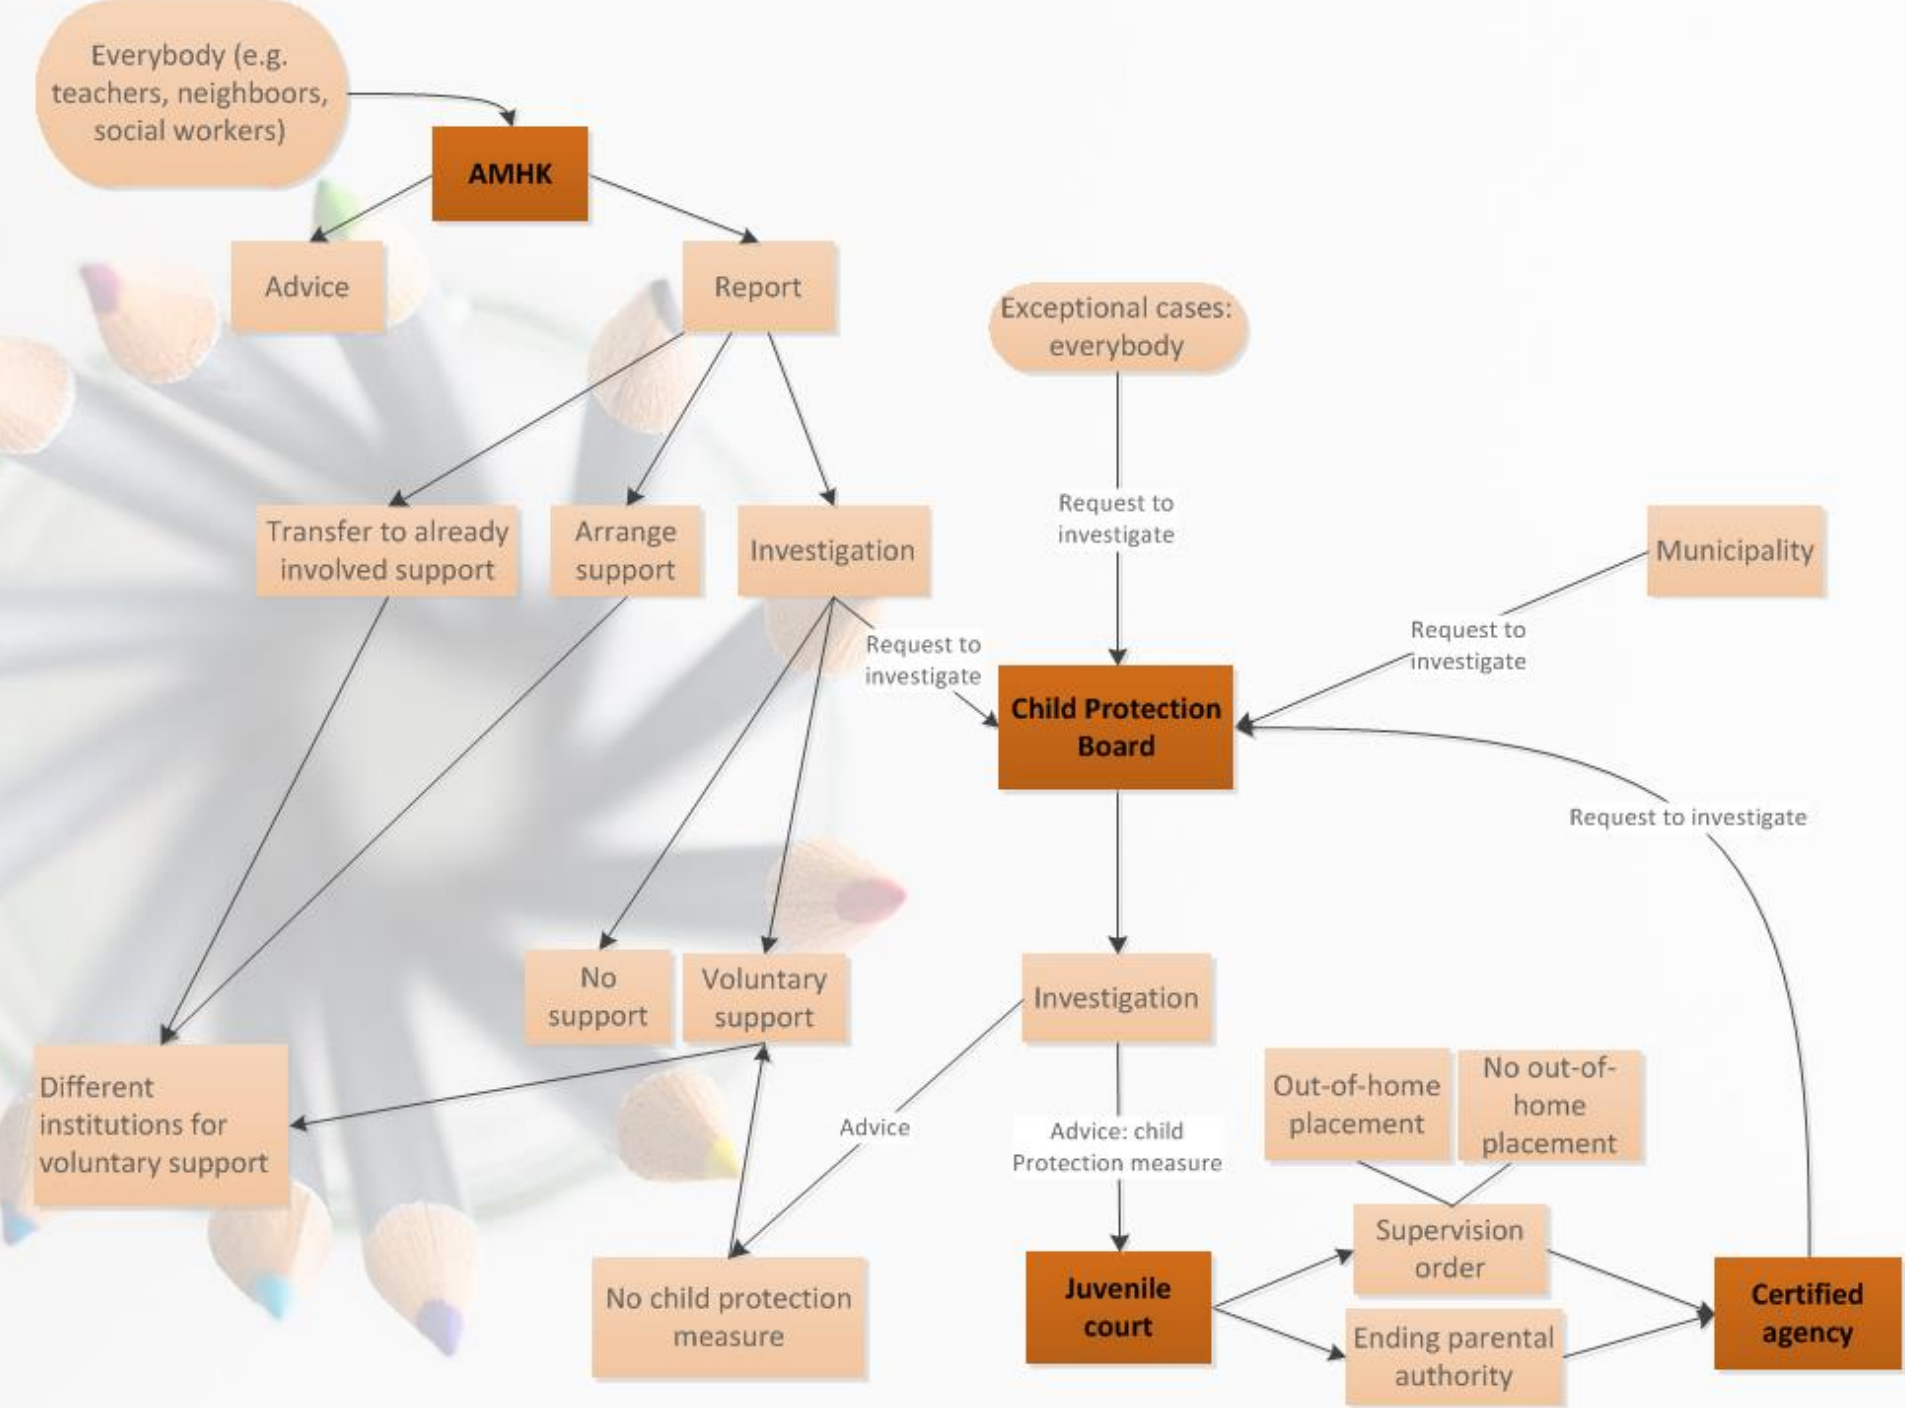 Everybody (e.g.
teachers, neighboors,
social workers)
AMHK
Advice
Report
Exceptional cases:
everybody
Request to
investigate
Transfer to already
involved support
Arrange
support
Investigation
Municipality
Request to
investigate
Request to
investigate
Child Protection
Board
Request to investigate
No
support
Voluntary
support
Investigation
Different
institutions for
voluntary support
Advice
Advice: child
Protection measure
Out-of-home
placement
No out-of-
home
placement
Supervision
order
Juvenile
court
No child protection
measure
Ending parental
authority
Certified
agency